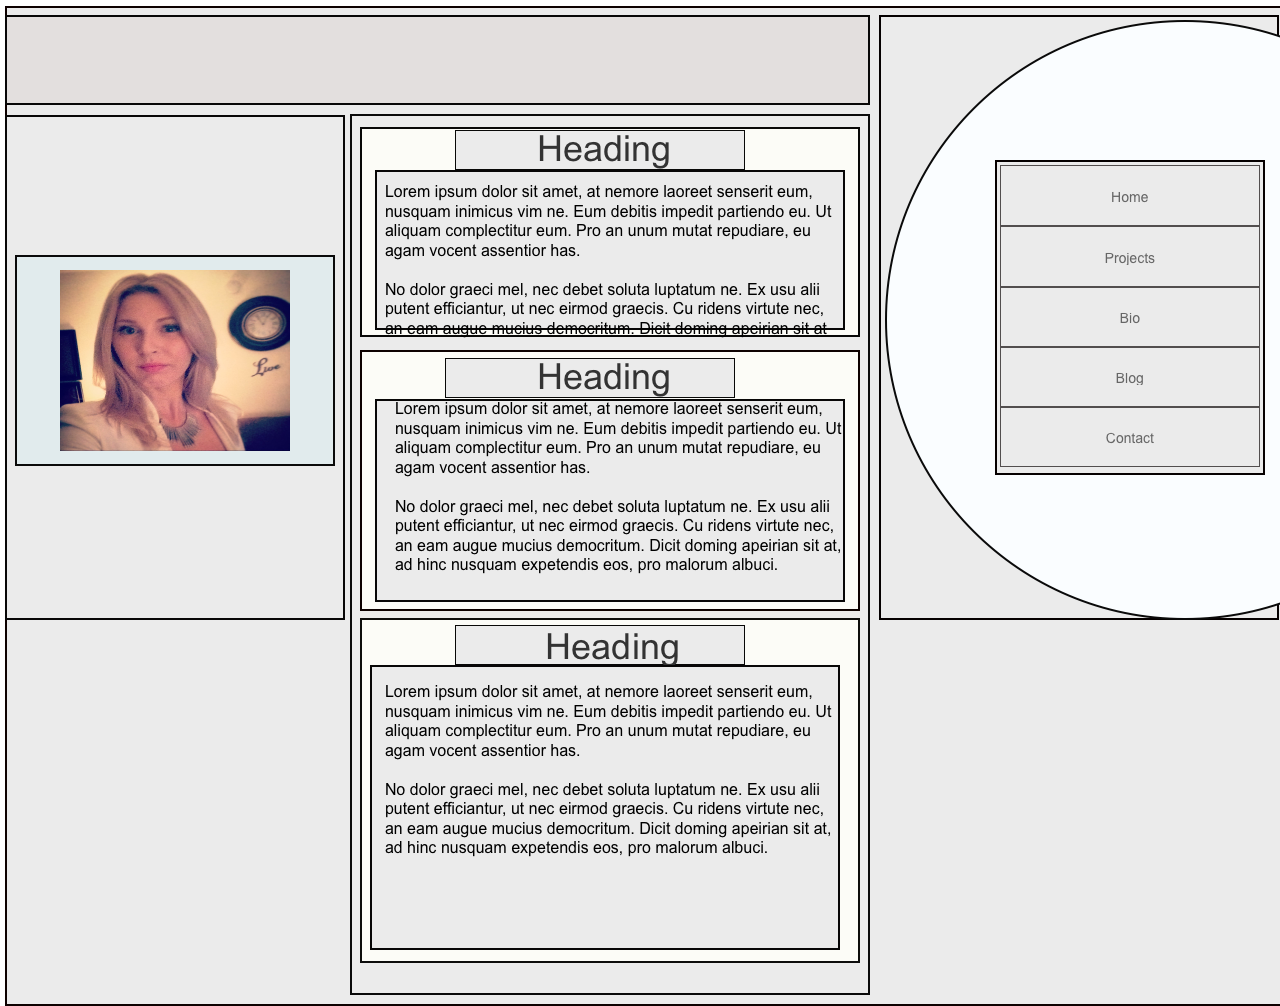 Heading
Lorem ipsum dolor sit amet, at nemore laoreet senserit eum,
nusquam inimicus vim ne. Eum debitis impedit partiendo eu. Ut
aliquam complectitur eum. Pro an unum mutat repudiare, eu
agam vocent assentior has.
No dolor graeci mel, nec debet soluta luptatum ne. Ex usu alii
putent efficiantur, ut nec eirmod graecis. Cu ridens virtute nec,
an eam augue mucius democritum. Dicit doming apeirian sit at
Heading
Lorem ipsum dolor sit amet, at nemore laoreet senserit eum,
nusquam inimicus vim ne. Eum debitis impedit partiendo eu. Ut
aliquam complectitur eum. Pro an unum mutat repudiare, eu
agam vocent assentior has.
No dolor graeci mel, nec debet soluta luptatum ne. Ex usu alii
putent efficiantur, ut nec eirmod graecis. Cu ridens virtute nec,
an eam augue mucius democritum. Dicit doming apeirian sit at,
ad hinc nusquam expetendis eos, pro malorum albuci.
Heading
Lorem ipsum dolor sit amet, at nemore laoreet senserit eum,
nusquam inimicus vim ne. Eum debitis impedit partiendo eu. Ut
aliquam complectitur eum. Pro an unum mutat repudiare, eu
agam vocent assentior has.
No dolor graeci mel, nec debet soluta luptatum ne. Ex usu alii
putent efficiantur, ut nec eirmod graecis. Cu ridens virtute nec,
an eam augue mucius democritum. Dicit doming apeirian sit at,
ad hinc nusquam expetendis eos, pro malorum albuci.
Home
Projects
Bio
Blog
Contact
Live